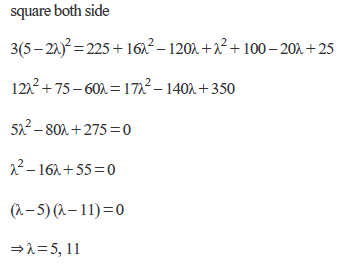 square both side
3(5 – 2λ)² = 225 + 16λ² – 120λ + λ² + 100 – 20λ + 25
12λ² + 75 – 60λ = 17λ² – 140λ + 350
5λ² – 80λ + 275 = 0
λ² – 16λ + 55 = 0
(λ – 5) (λ – 11) = 0
⇒ λ = 5, 11